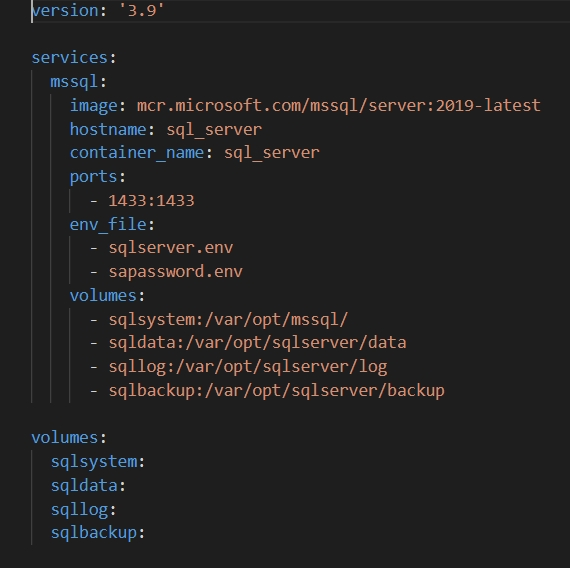 version: '3.9'
services:
mssql:
image: mcr.microsoft.com/mssql/server:2019-latest
hostname: sql_server
container_name: sql_server
ports:
- 1433:1433
env_file:
- sqlserver.env
- sapassword.env
volumes:
- sqlsystem:/var/opt/mssql/
- sqldata:/var/opt/sqlserver/data
- sqllog:/var/opt/sqlserver/log
- sqlbackup:/var/opt/sqlserver/backup
volumes:
sqlsystem:
sqldata:
sqllog:
sqlbackup: